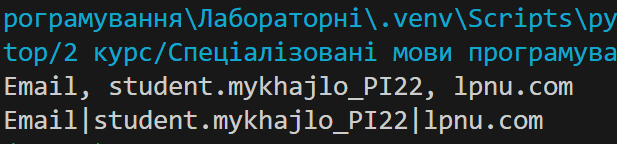 рограмування\Лабораторні\.venv\Scripts\py
top/2 курс/Спеціалізовані мови програмува
Email, student.mykhajlo_PI22, lpnu.com
Email|student.mykhajlo_PI22|lpnu.com